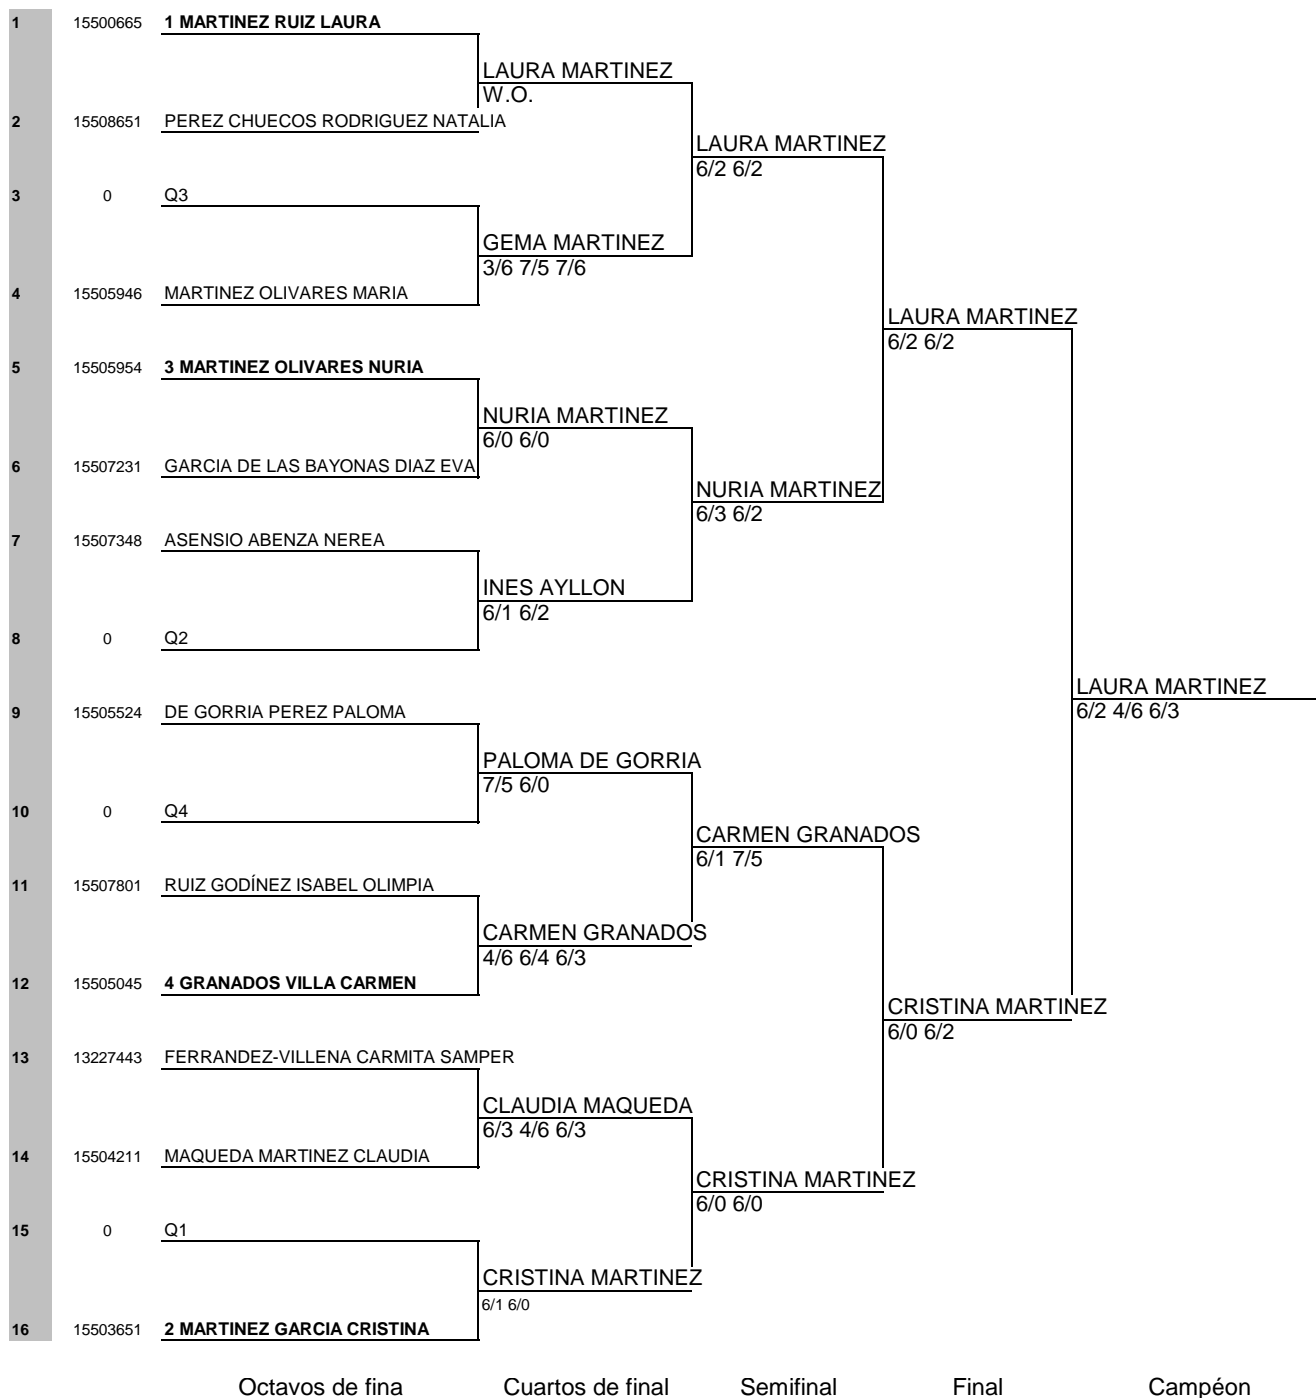 1 15500665 1 MARTINEZ RUIZ LAURA
LAURA MARTINEZ
W.O.
2 15508651 PEREZ CHUECOS RODRIGUEZ NATALIA
LAURA MARTINEZ
6/2 6/2
3 0 Q3
GEMA MARTINEZ
3/6 7/5 7/6
4 15505946 MARTINEZ OLIVARES MARIA
LAURA MARTINEZ
6/2 6/2
5 15505954 3 MARTINEZ OLIVARES NURIA
NURIA MARTINEZ
6/0 6/0
6 15507231 GARCIA DE LAS BAYONAS DIAZ EVA
NURIA MARTINEZ
6/3 6/2
7 15507348 ASENSIO ABENZA NEREA
INES AYLLON
6/1 6/2
8 0 Q2
LAURA MARTINEZ
6/2 4/6 6/3
9 15505524 DE GORRIA PEREZ PALOMA
PALOMA DE GORRIA
7/5 6/0
10 0 Q4
CARMEN GRANADOS
6/1 7/5
11 15507801 RUIZ GODÍNEZ ISABEL OLIMPIA
CARMEN GRANADOS
4/6 6/4 6/3
12 15505045 4 GRANADOS VILLA CARMEN
CRISTINA MARTINEZ
6/0 6/2
13 13227443 FERRANDEZ-VILLENA CARMITA SAMPER
CLAUDIA MAQUEDA
6/3 4/6 6/3
14 15504211 MAQUEDA MARTINEZ CLAUDIA
CRISTINA MARTINEZ
6/0 6/0
15 0 Q1
CRISTINA MARTINEZ
6/1 6/0
16 15503651 2 MARTINEZ GARCIA CRISTINA
Octavos de fina Cuartos de final Semifinal Final Campéon